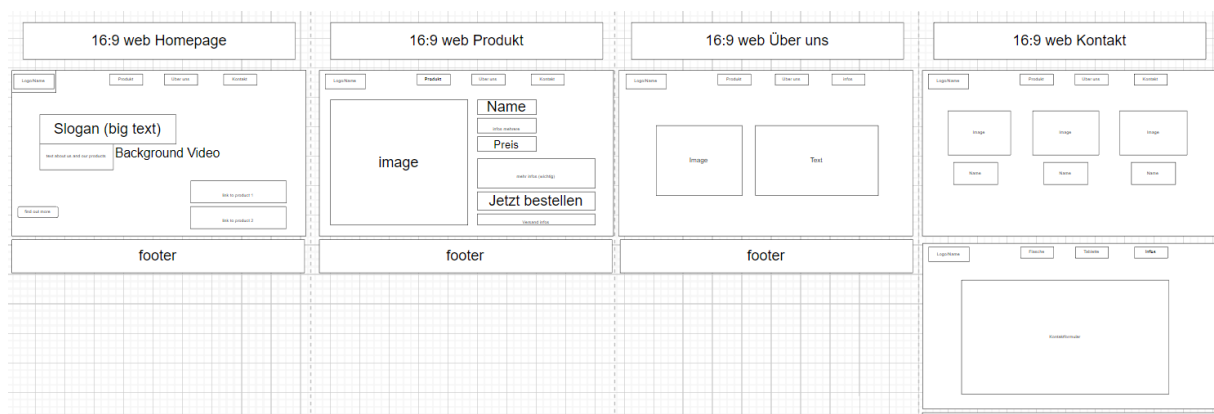 16:9 web Homepage
Logo/Name
Produkt
Über uns
Kontakt
Slogan (big text)
text about us and our products
Background Video
link to product 1
find out more
link to product 2
footer
16:9 web Produkt
Logo/Name
Produkt
Über uns
Kontakt
image
Name
infos mehrere
Preis
mehr infos (wichtig)
Jetzt bestellen
Versand infos
footer
16:9 web Über uns
Logo/Name
Produkt
Über uns
Infos
Image
Text
footer
16:9 web Kontakt
Logo/Name
Produkt
Über uns
Kontakt
Image
Image
Image
Name
Name
Name
Logo/Name
Flasche
Tablette
Infos
Kontaktformular